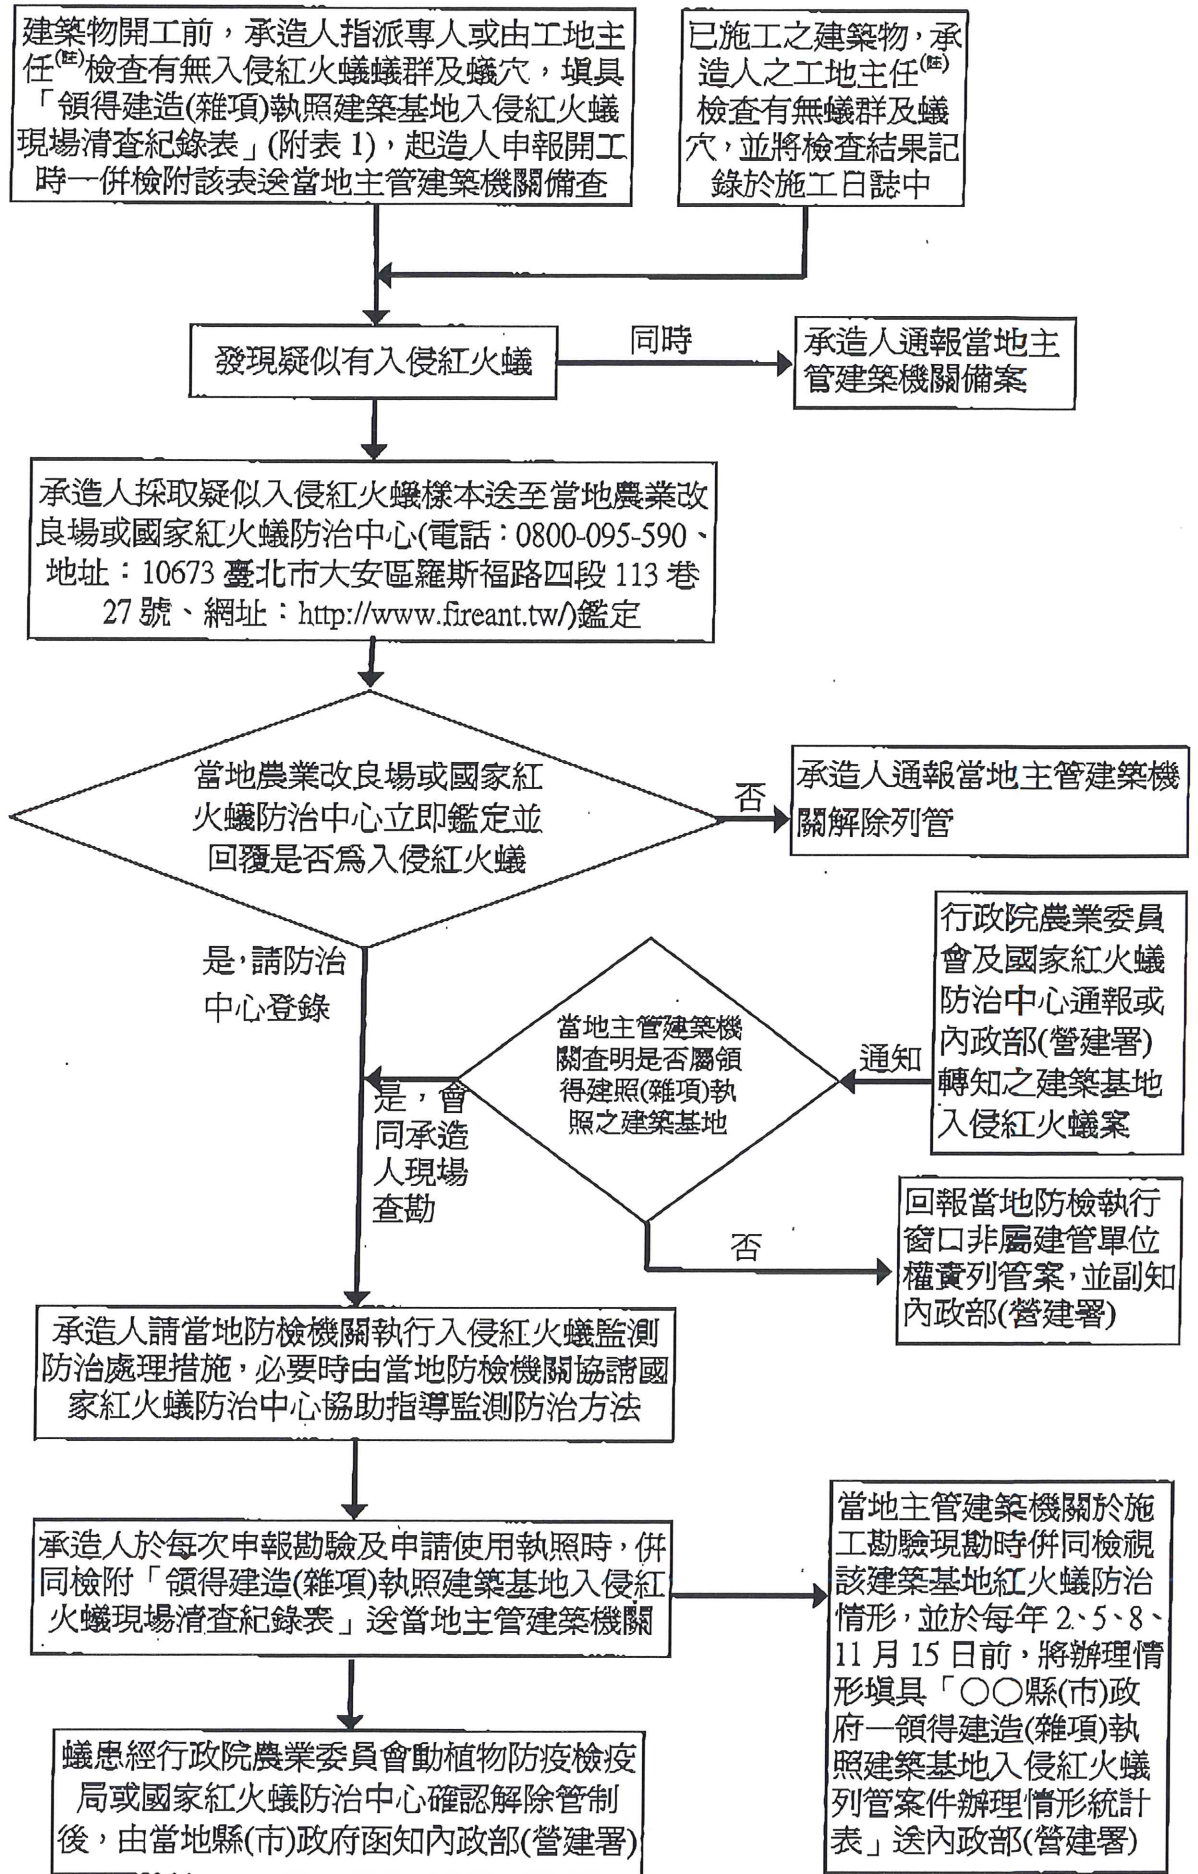 建築物開工前，承造人指派專人或由工地主
任(註)檢查有無入侵紅火蟻蟻群及蟻穴，填具
「領得建造(雜項)執照建築基地入侵紅火蟻
現場清查紀錄表」(附表 1)，起造人申報開工
時一併檢附該表送當地主管建築機關備查
已施工之建築物，承
造人之工地主任(註)
檢查有無蟻群及蟻
穴，並將檢查結果記
錄於施工日誌中
發現疑似有入侵紅火蟻
同時
承造人通報當地主
管建築機關備案
承造人採取疑似入侵紅火蟻樣本送至當地農業改
良場或國家紅火蟻防治中心(電話：0800-095-590、
地址：10673 臺北市大安區羅斯福路四段 113 巷
27 號、網址：http://www.fireant.tw/)鑑定
當地農業改良場或國家紅
火蟻防治中心立即鑑定並
回覆是否為入侵紅火蟻
否
承造人通報當地主管建築機
關解除列管
是，請防治
中心登錄
當地主管建築機
關查明是否屬領
得建照(雜項)執
照之建築基地
通知
行政院農業委員
會及國家紅火蟻
防治中心通報或
內政部(營建署)
轉知之建築基地
入侵紅火蟻案
是，會
同承造
人現場
查勘
否
回報當地防檢執行
窗口非屬建管單位
權責列管案，並副知
內政部(營建署)
承造人請當地防檢機關執行入侵紅火蟻監測
防治處理措施，必要時由當地防檢機關協請國
家紅火蟻防治中心協助指導監測防治方法
承造人於每次申報勘驗及申請使用執照時，併
同檢附「領得建造(雜項)執照建築基地入侵紅
火蟻現場清查紀錄表」送當地主管建築機關
當地主管建築機關於施
工勘驗現勘時併同檢視
該建築基地紅火蟻防治
情形，並於每年 2、5、8、
11 月 15 日前，將辦理情
形填具「○○縣(市)政
府—領得建造(雜項)執
照建築基地入侵紅火蟻
列管案件辦理情形統計
表」送內政部(營建署)
蟻患經行政院農業委員會動植物防疫檢疫
局或國家紅火蟻防治中心確認解除管制
後，由當地縣(市)政府函知內政部(營建署)